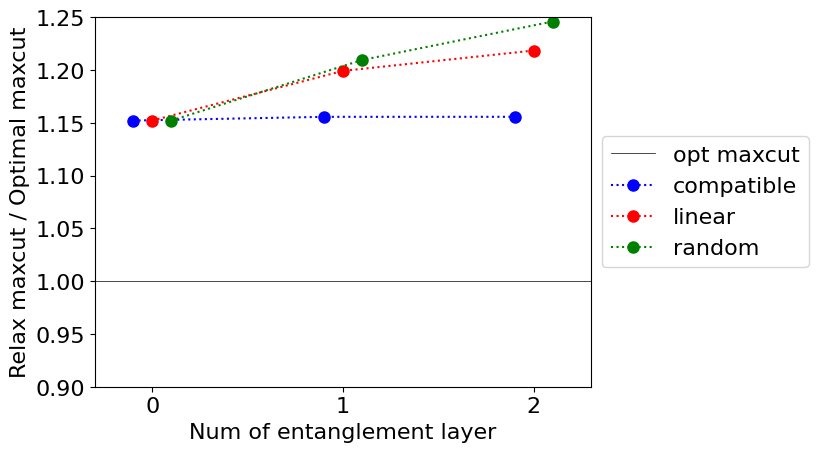 Relax maxcut / Optimal maxcut
1.25
1.20
1.15
1.10
1.05
1.00
0.95
0.90
0
1
2
Num of entanglement layer
opt maxcut
compatible
linear
random